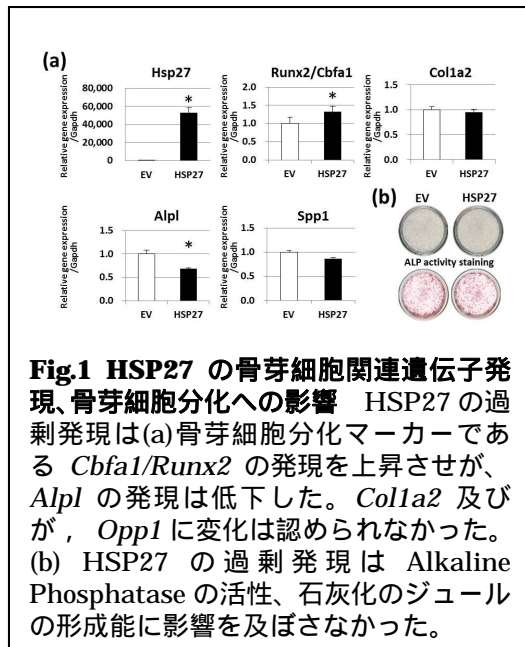 (a)
Hsp27
Relative gene expression
/Gapdh
80,000
60,000
40,000
20,000
0
*
EV HSP27
Runx2/Cbfa1
Relative gene expression
/Gapdh
2.0
1.5
1.0
0.5
0.0
*
EV HSP27
Col1a2
Relative gene expression
/Gapdh
1.5
1.0
0.5
0.0
EV HSP27
Alpl
Relative gene expression
/Gapdh
1.5
1.0
0.5
0.0
*
EV HSP27
Spp1
Relative gene expression
/Gapdh
1.5
1.0
0.5
0.0
EV HSP27
(b)
EV HSP27
ALP activity staining
Fig.1 HSP27 の骨芽細胞関連遺伝子発
現、骨芽細胞分化への影響 HSP27 の過
剰発現は(a)骨芽細胞分化マーカーであ
る Cbfa1/Runx2 の発現を上昇させが、
Alpl の発現は低下した。Col1a2 及び
が , Opp1 に変化は認められなかった。
(b) HSP27 の過剰発現は Alkaline
Phosphatase の活性、石灰化のジュール
の形成能に影響を及ぼさなかった。